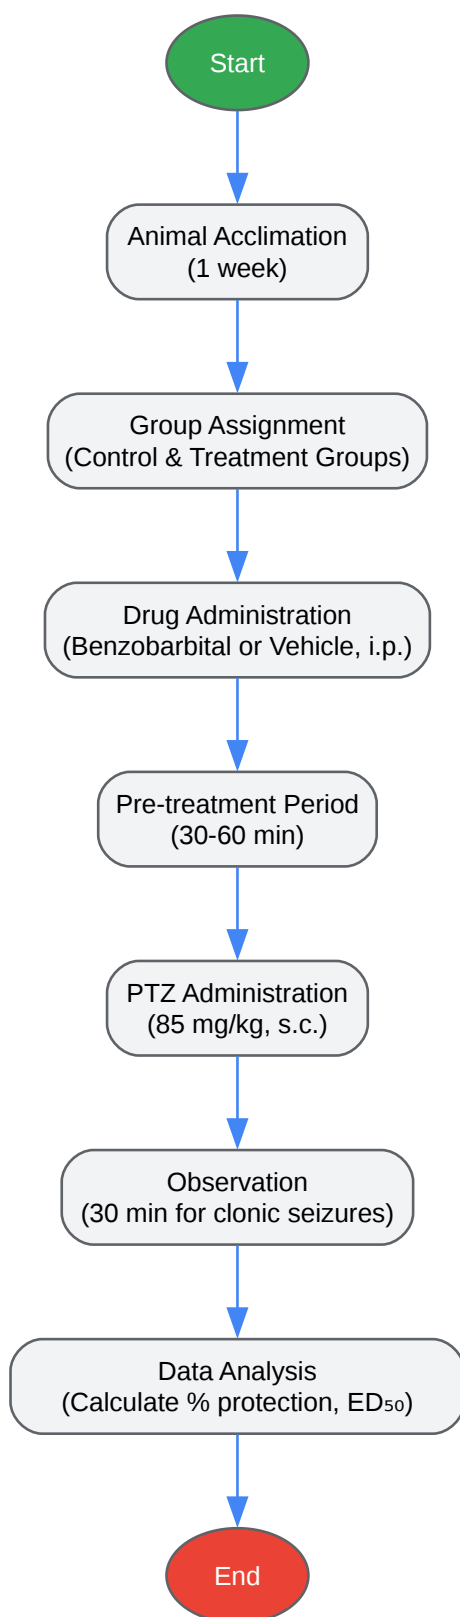 Start
Animal Acclimation
(1 week)
Group Assignment
(Control & Treatment Groups)
Drug Administration
(Benzobarbital or Vehicle, i.p.)
Pre-treatment Period
(30-60 min)
PTZ Administration
(85 mg/kg, s.c.)
Observation
(30 min for clonic seizures)
Data Analysis
(Calculate % protection, ED₅₀)
End